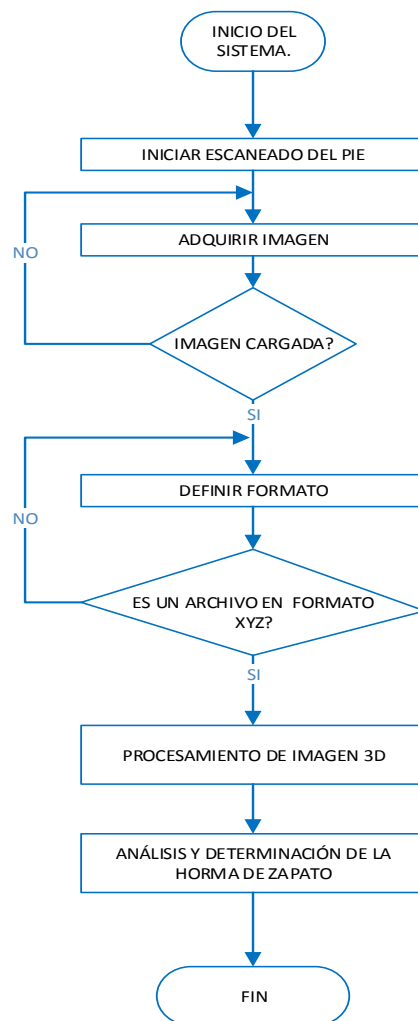 INICIO DEL
SISTEMA.
INICIAR ESCANEADO DEL PIE
ADQUIRIR IMAGEN
NO
IMAGEN CARGADA?
SI
DEFINIR FORMATO
NO
ES UN ARCHIVO EN FORMATO
XYZ?
SI
PROCESAMIENTO DE IMAGEN 3D
ANÁLISIS Y DETERMINACIÓN DE LA
HORMA DE ZAPATO
FIN